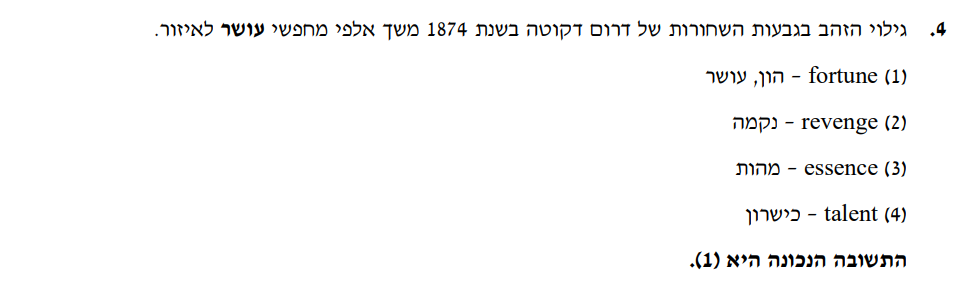 4. גילוי הזהב בגבעות השחורות של דרום דקוטה בשנת 1874 משך אלפי מחפשי עושר לאיזור.
(1) fortune – הון, עושר
(2) revenge – נקמה
(3) essence – מהות
(4) talent – כישרון
התשובה הנכונה היא (1).